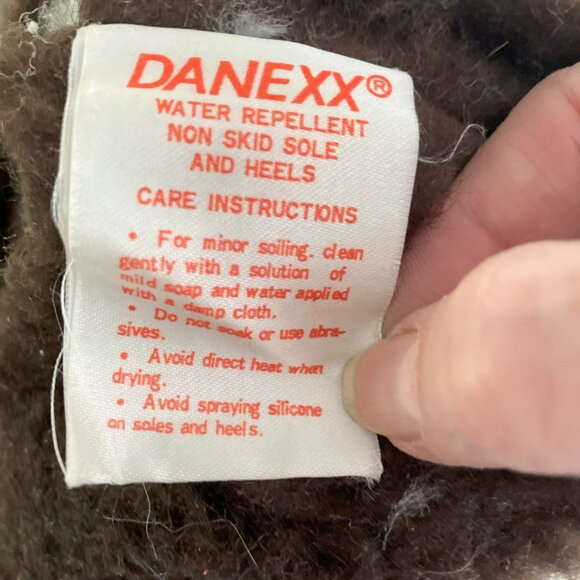 DANEXX®
WATER REPELLENT
NON SKID SOLE
AND HEELS
CARE INSTRUCTIONS
• For minor soiling. clean
gently with a solution of
mild soap and water applied
with a damp cloth.
• Do not soak or use abra-
sives.
• Avoid direct heat when
drying.
• Avoid spraying silicone
on soles and heels.